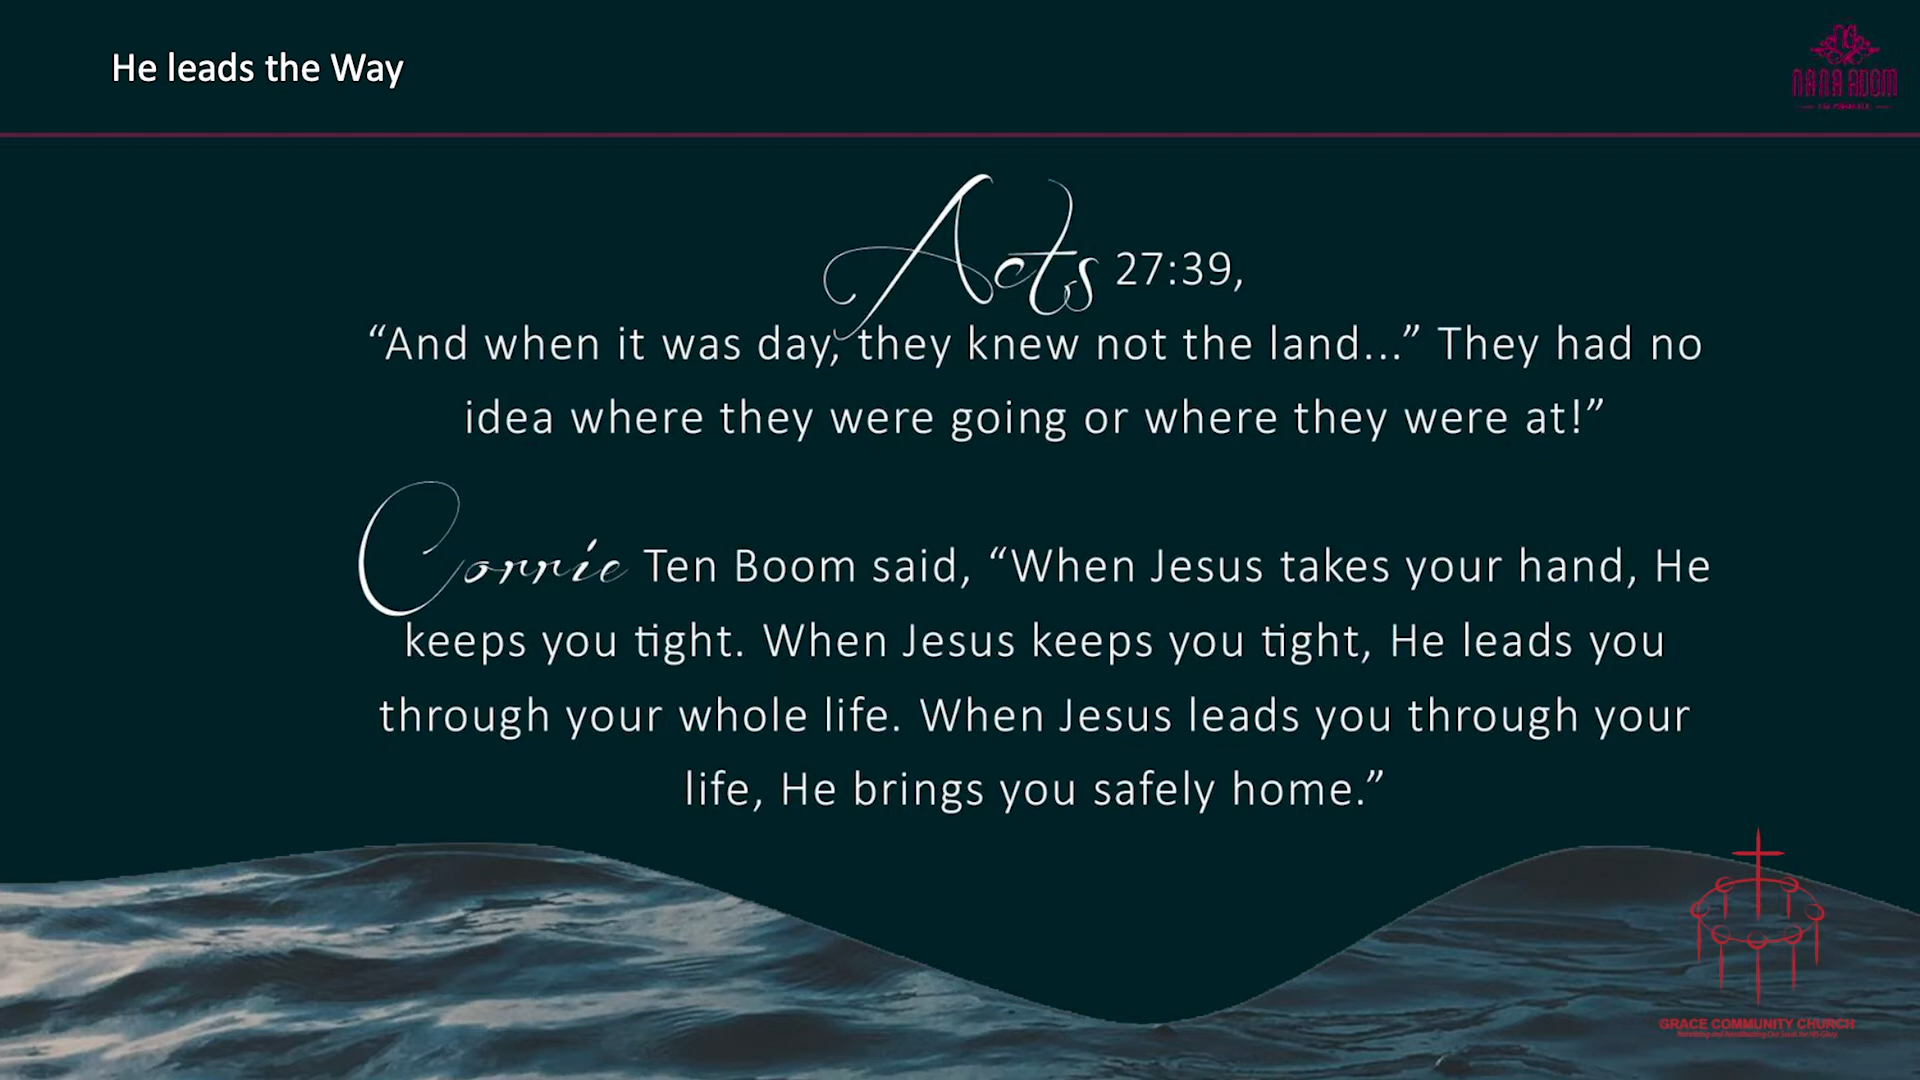 He leads the Way
NANA ADOM
Acts 27:39,
“And when it was day, they knew not the land...” They had no
idea where they were going or where they were at!”
Corrie Ten Boom said, “When Jesus takes your hand, He
keeps you tight. When Jesus keeps you tight, He leads you
through your whole life. When Jesus leads you through your
life, He brings you safely home.”
GRACE COMMUNITY CHURCH